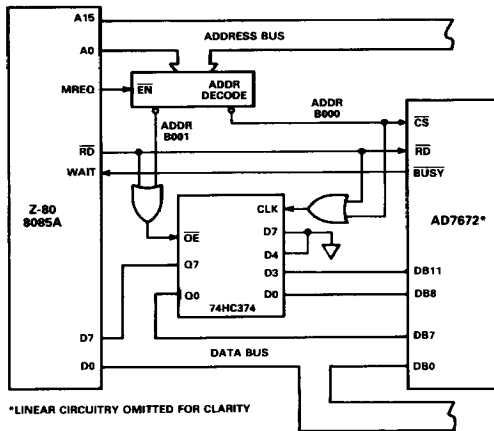 A15
ADDRESS BUS
A0
MREQ
EN
ADDR
DECODE
ADDR
B001
ADDR
B000
CS
RD
RD
WAIT
BUSY
Z-80
8085A
CLK
OE
D7
D4
Q7
D3
DB11
Q0
D0
DB8
74HC374
AD7672*
D7
DB7
DATA BUS
D0
DB0
*LINEAR CIRCUITRY OMITTED FOR CLARITY